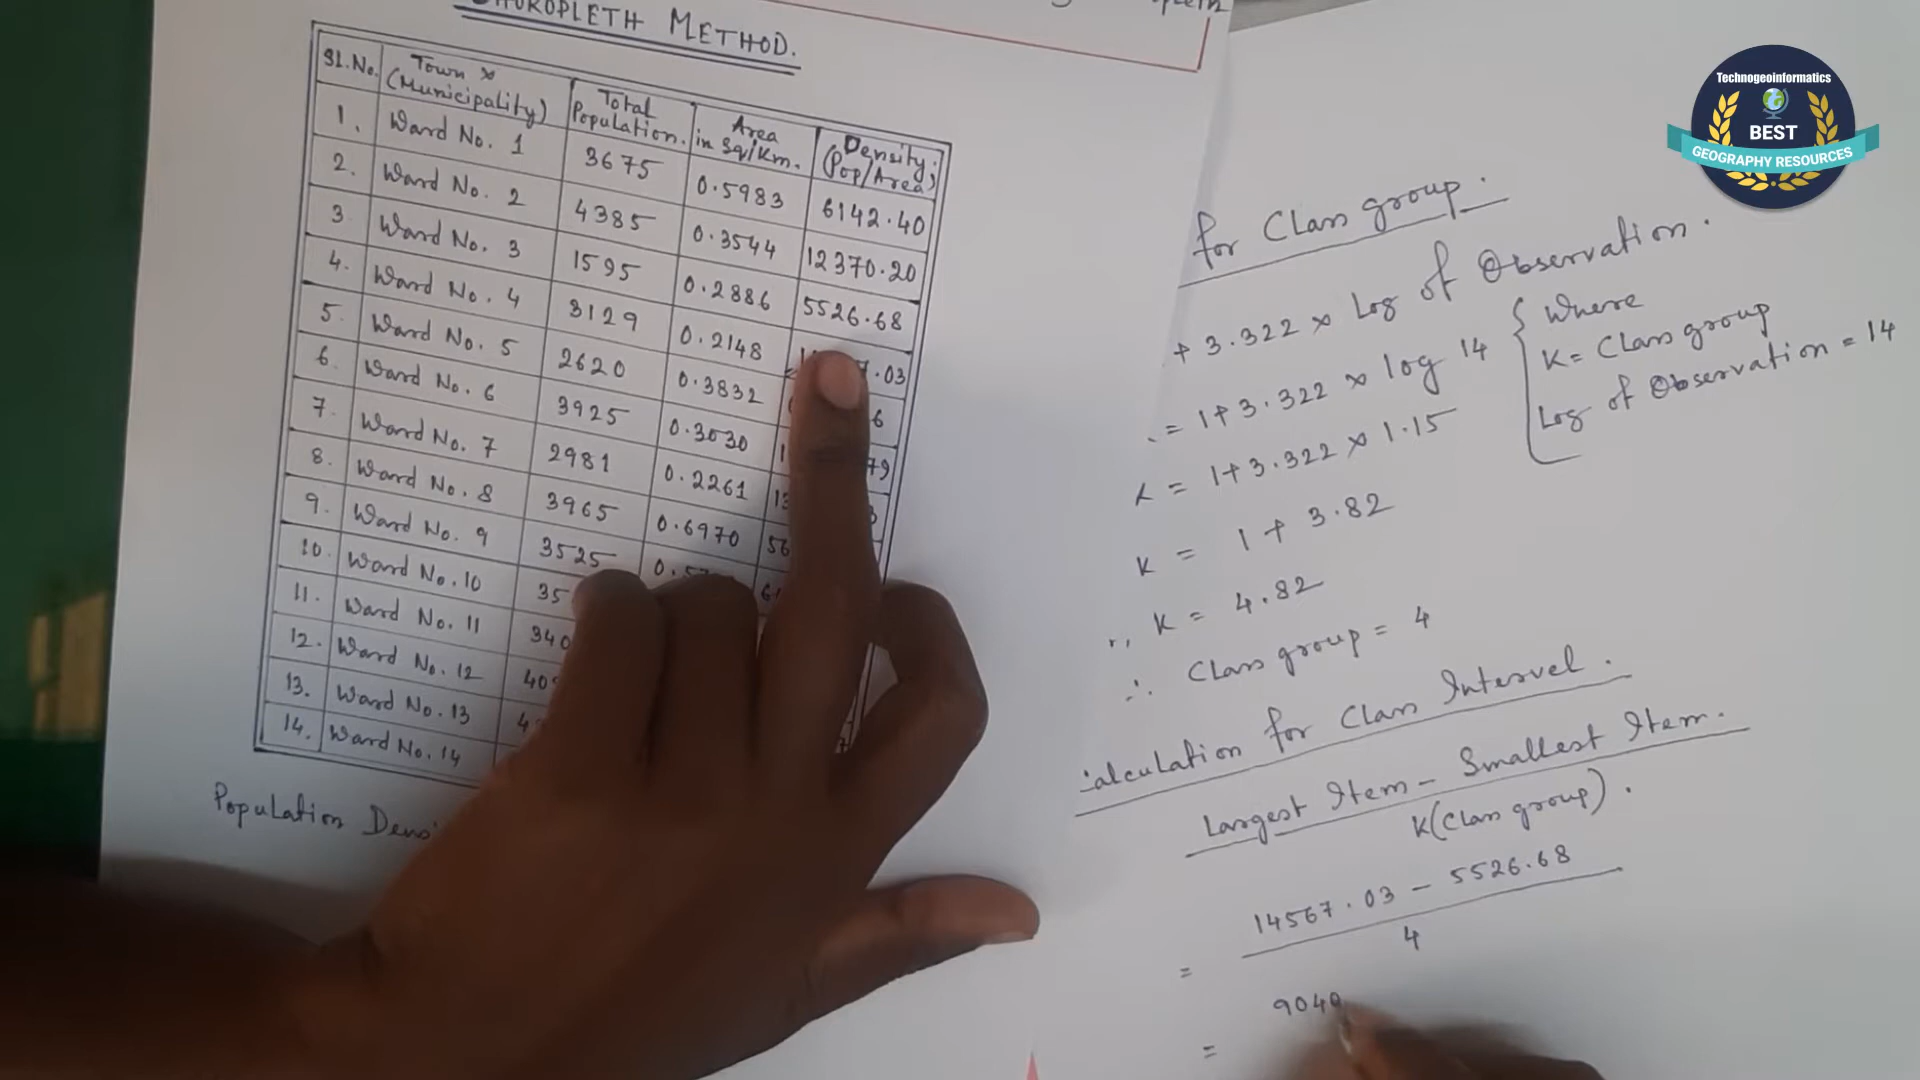 METHOD.
Sl.No. Town (Municipality) Total Population. Area in Sq/Km. Density. (Pop/Area)
1. Ward No. 1 3675 0.5983 6142.40
2. Ward No. 2 4385 0.3544 12370.20
3. Ward No. 3 1595 0.2886 5526.68
4. Ward No. 4 3129 0.2148
5. Ward No. 5 2620 0.3832
6. Ward No. 6 3925 0.3030
7. Ward No. 7 2981 0.2261
8. Ward No. 8 3965 0.6970
9. Ward No. 9 3525
10. Ward No. 10
11. Ward No. 11
12. Ward No. 12
13. Ward No. 13
14. Ward No. 14
Population
for Class group.
+ 3.322 × Log of Observation.
= 1+3.322 × log 14
K = 1+3.322 × 1.15
K = 1 + 3.82
∴ K = 4.82
∴ Class group = 4
Where
K = Class group
Log of Observation = 14
for Class Intervel.
Largest Item - Smallest Item.
K(Class group).
= 14567.03 - 5526.68
4
= 9040
Technogeoinformatics
BEST
GEOGRAPHY RESOURCES